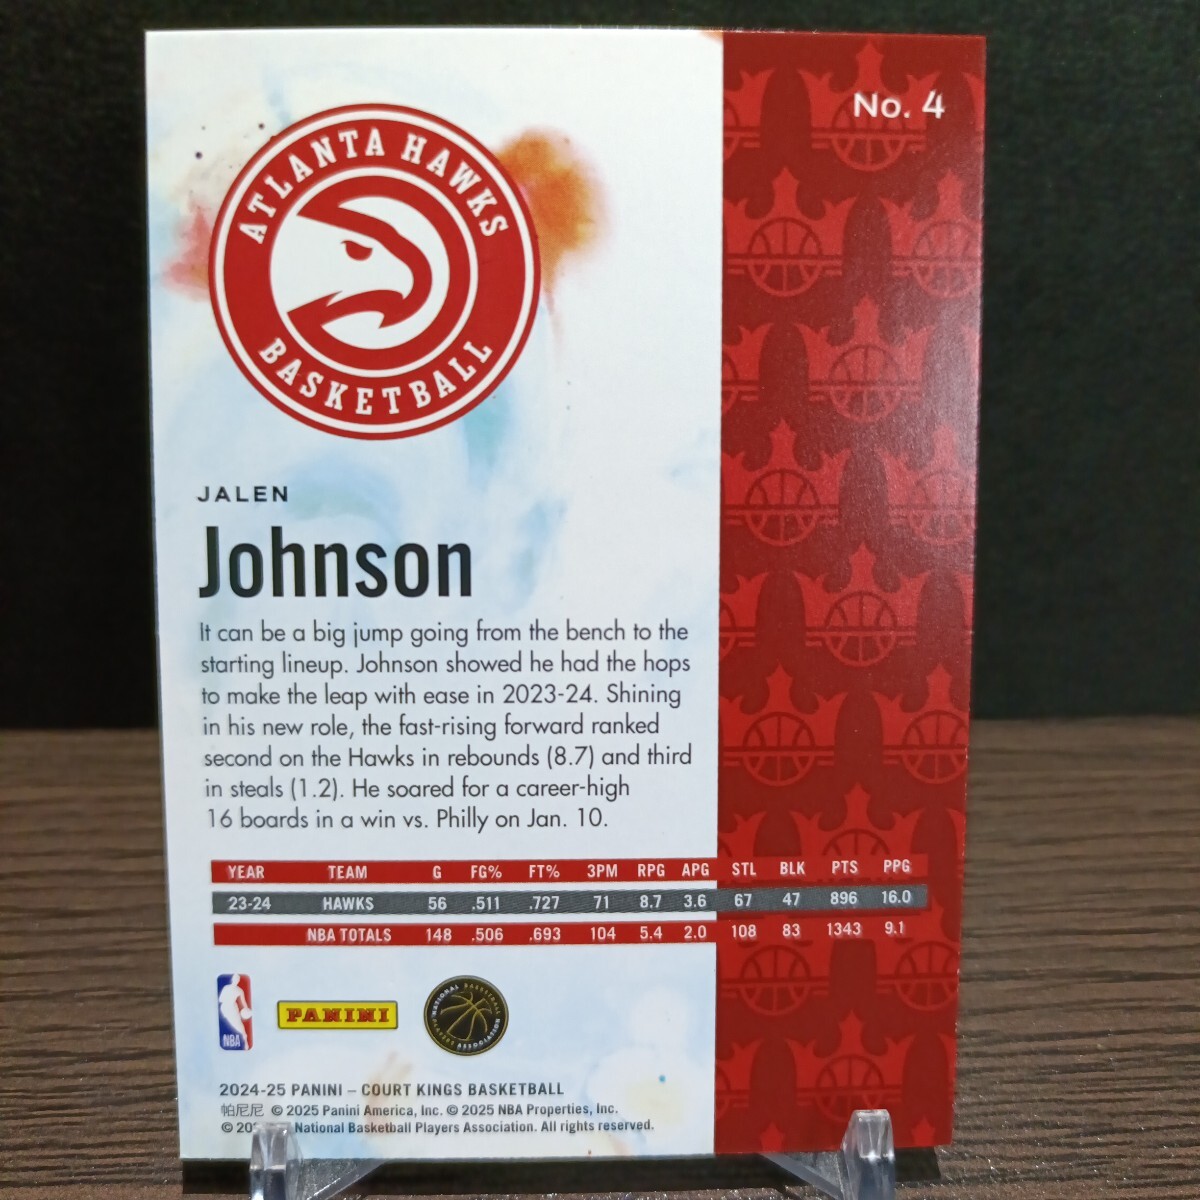 No. 4
ATLANTA HAWKS
BASKETBALL
JALEN
Johnson
It can be a big jump going from the bench to the
starting lineup. Johnson showed he had the hops
to make the leap with ease in 2023-24. Shining
in his new role, the fast-rising forward ranked
second on the Hawks in rebounds (8.7) and third
in steals (1.2). He soared for a career-high
16 boards in a win vs. Philly on Jan. 10.
YEAR TEAM G FG% FT% 3PM RPG APG STL BLK PTS PPG
23-24 HAWKS 56 .511 .727 71 8.7 3.6 67 47 896 16.0
NBA TOTALS 148 .506 .693 104 5.4 2.0 108 83 1343 9.1
NBA
PANINI
NATIONAL BASKETBALL
PLAYERS ASSOCIATION
2024-25 PANINI – COURT KINGS BASKETBALL
帕尼尼 © 2025 Panini America, Inc. © 2025 NBA Properties, Inc.
© National Basketball Players Association. All rights reserved.